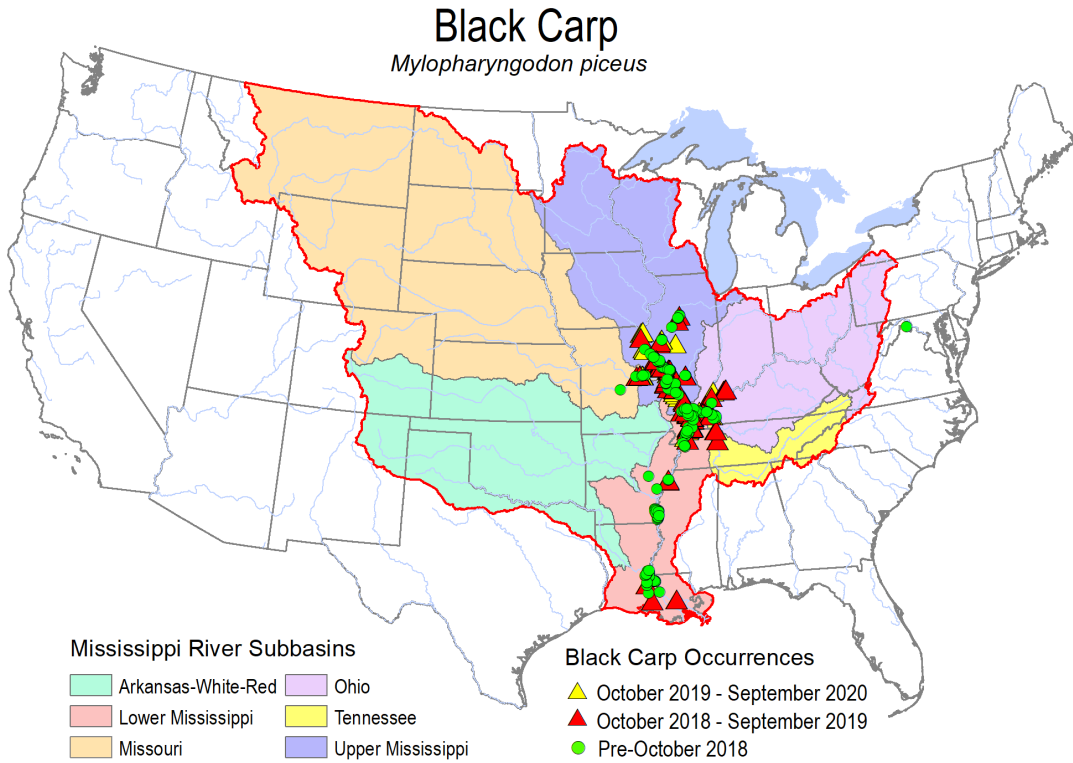 Black Carp
Mylopharyngodon piceus
Mississippi River Subbasins
Arkansas-White-Red
Lower Mississippi
Missouri
Ohio
Tennessee
Upper Mississippi
Black Carp Occurrences
October 2019 - September 2020
October 2018 - September 2019
Pre-October 2018